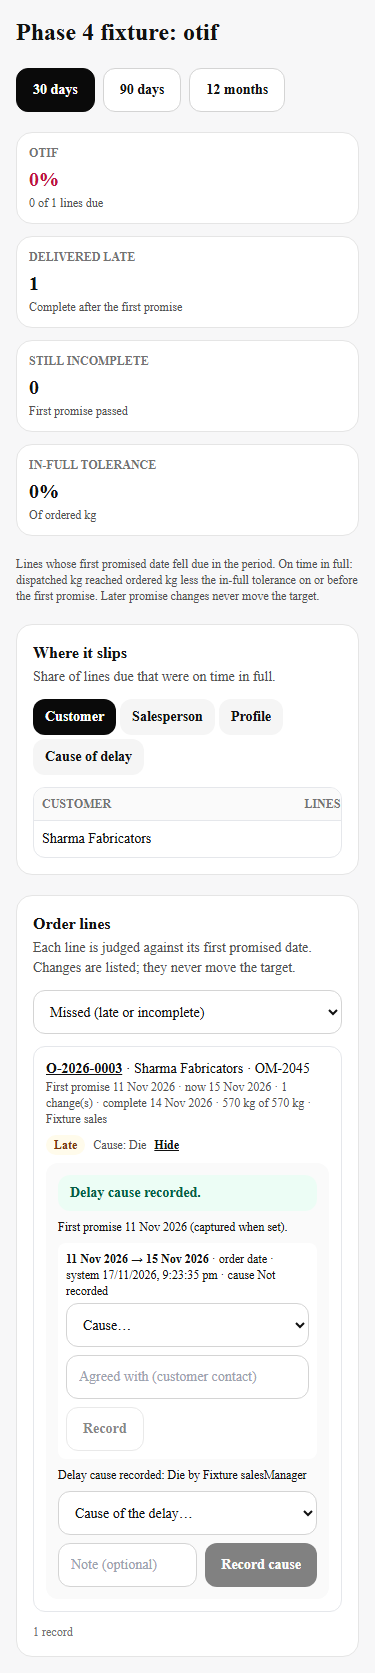 Phase 4 fixture: otif
30 days
90 days
12 months
OTIF
0%
0 of 1 lines due
DELIVERED LATE
1
Complete after the first promise
STILL INCOMPLETE
0
First promise passed
IN-FULL TOLERANCE
0%
Of ordered kg
Lines whose first promised date fell due in the period. On time in full:
dispatched kg reached ordered kg less the in-full tolerance on or before
the first promise. Later promise changes never move the target.
Where it slips
Share of lines due that were on time in full.
Customer
Salesperson
Profile
Cause of delay
CUSTOMER
LINES
Sharma Fabricators
Order lines
Each line is judged against its first promised date.
Changes are listed; they never move the target.
Missed (late or incomplete)
O-2026-0003 · Sharma Fabricators · OM-2045
First promise 11 Nov 2026 · now 15 Nov 2026 · 1
change(s) · complete 14 Nov 2026 · 570 kg of 570 kg ·
Fixture sales
Late
Cause: Die
Hide
Delay cause recorded.
First promise 11 Nov 2026 (captured when set).
11 Nov 2026 → 15 Nov 2026 · order date ·
system 17/11/2026, 9:23:35 pm · cause Not
recorded
Cause…
Agreed with (customer contact)
Record
Delay cause recorded: Die by Fixture salesManager
Cause of the delay…
Note (optional)
Record cause
1 record